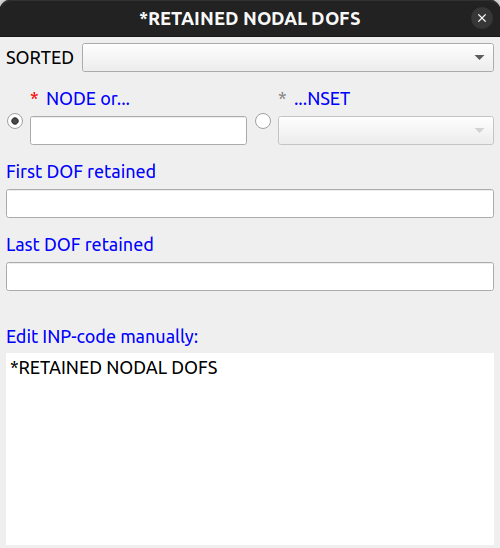 *RETAINED NODAL DOFS
SORTED
* NODE or...
* ...NSET
First DOF retained
Last DOF retained
Edit INP-code manually:
*RETAINED NODAL DOFS